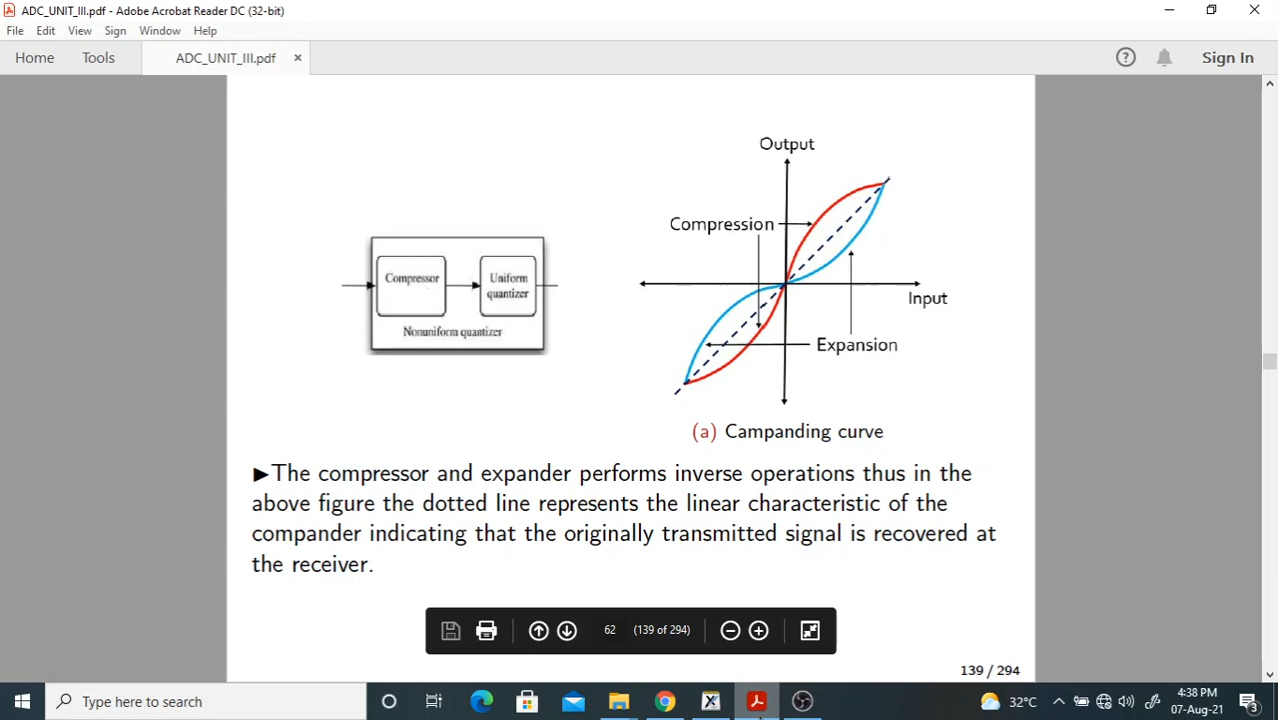 ADC_UNIT_III.pdf - Adobe Acrobat Reader DC (32-bit)
File Edit View Sign Window Help
Home Tools ADC_UNIT_III.pdf × Sign In
Output
Compression
Compressor
Uniform
quantizer
Nonuniform quantizer
Input
Expansion
(a) Campanding curve
►The compressor and expander performs inverse operations thus in the
above figure the dotted line represents the linear characteristic of the
compander indicating that the originally transmitted signal is recovered at
the receiver.
62 (139 of 294)
139 / 294
Type here to search
32°C
4:38 PM
07-Aug-21
3